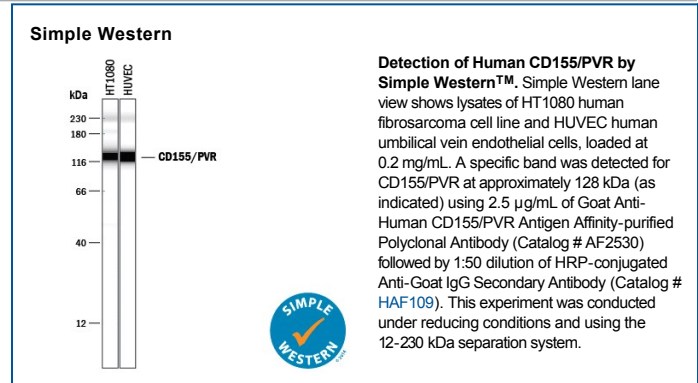 Simple Western
kDa
HT1080
HUVEC
230
180
116
CD155/PVR
66
40
12
Detection of Human CD155/PVR by
Simple Western™. Simple Western lane
view shows lysates of HT1080 human
fibrosarcoma cell line and HUVEC human
umbilical vein endothelial cells, loaded at
0.2 mg/mL. A specific band was detected for
CD155/PVR at approximately 128 kDa (as
indicated) using 2.5 µg/mL of Goat Anti-
Human CD155/PVR Antigen Affinity-purified
Polyclonal Antibody (Catalog # AF2530)
followed by 1:50 dilution of HRP-conjugated
Anti-Goat IgG Secondary Antibody (Catalog #
HAF109). This experiment was conducted
under reducing conditions and using the
12-230 kDa separation system.
SIMPLE
WESTERN